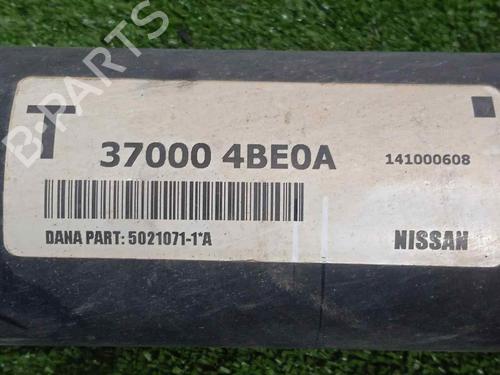 T
37000 4BE0A
141000608
DANA PART: 5021071-1*A
NISSAN
B-PARTS